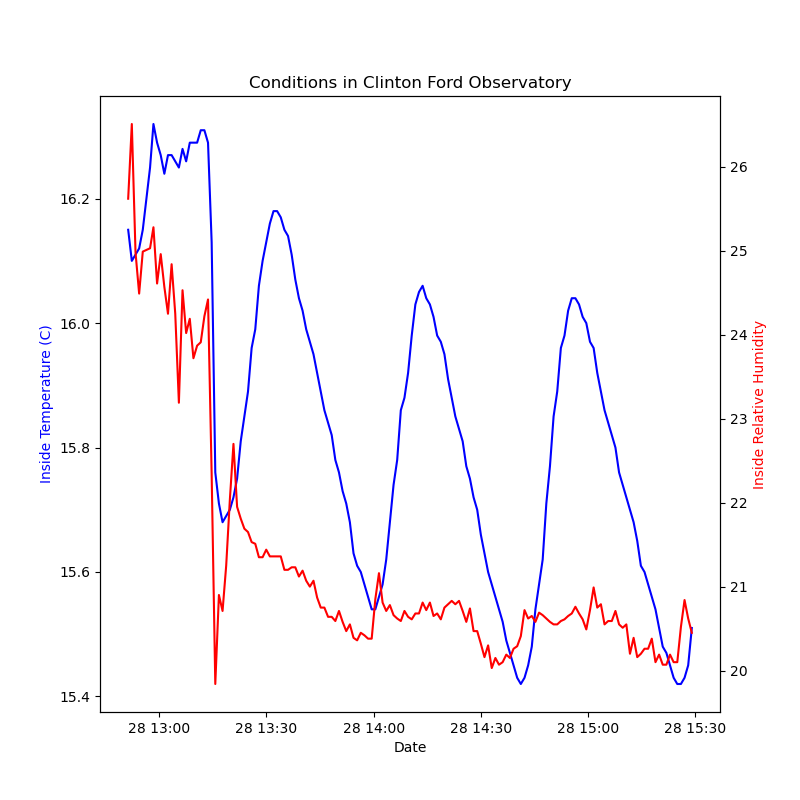 Conditions in Clinton Ford Observatory
Inside Temperature (C)
16.2
16.0
15.8
15.6
15.4
26
25
24
23
22
21
20
Inside Relative Humidity
28 13:00 28 13:30 28 14:00 28 14:30 28 15:00 28 15:30
Date